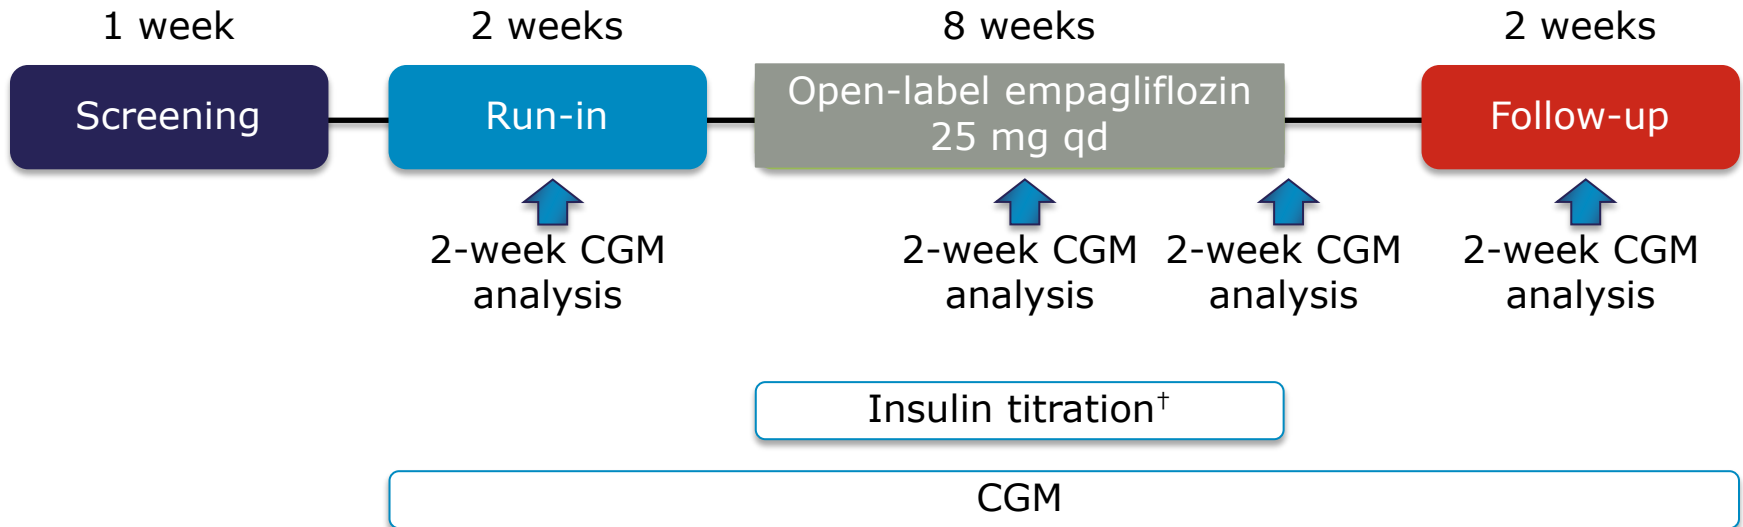 1 week
2 weeks
8 weeks
2 weeks
Screening
Run-in
Open-label empagliflozin
25 mg qd
Follow-up
2-week CGM
analysis
2-week CGM
analysis
2-week CGM
analysis
2-week CGM
analysis
Insulin titration†
CGM